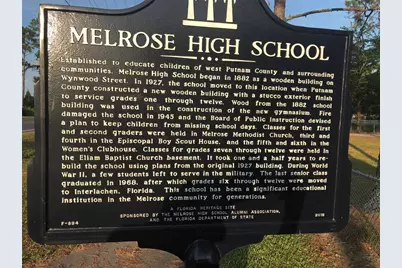 MELROSE HIGH SCHOOL
Established to educate children of west Putnam County and surrounding
communities, Melrose High School began in 1882 as a wooden building on
Wynwood Street. In 1927, the school moved to this location when Putnam
County constructed a new wooden building with a stucco exterior finish
to service grades one through twelve. Wood from the 1882 school
building was used in the construction of the new gymnasium. Fire
damaged the school in 1945 and the Board of Public Instruction devised
a plan to keep children from missing school days. Classes for the first
and second graders were held in Melrose Methodist Church, third and
fourth in the Episcopal Boy Scout House, and the fifth and sixth in the
Women's Clubhouse. Classes for grades seven through twelve were held in
the Eliam Baptist Church basement. It took one and a half years to re-
build the school using plans from the original 1927 building. During World
War II, a few students left to serve in the military. The last senior class
graduated in 1968, after which grades six through twelve were moved
to Interlachen, Florida. This school has been a significant educational
institution in the Melrose community for generations.
A FLORIDA HERITAGE SITE
SPONSORED BY THE MELROSE HIGH SCHOOL ALUMNI ASSOCIATION,
AND THE FLORIDA DEPARTMENT OF STATE